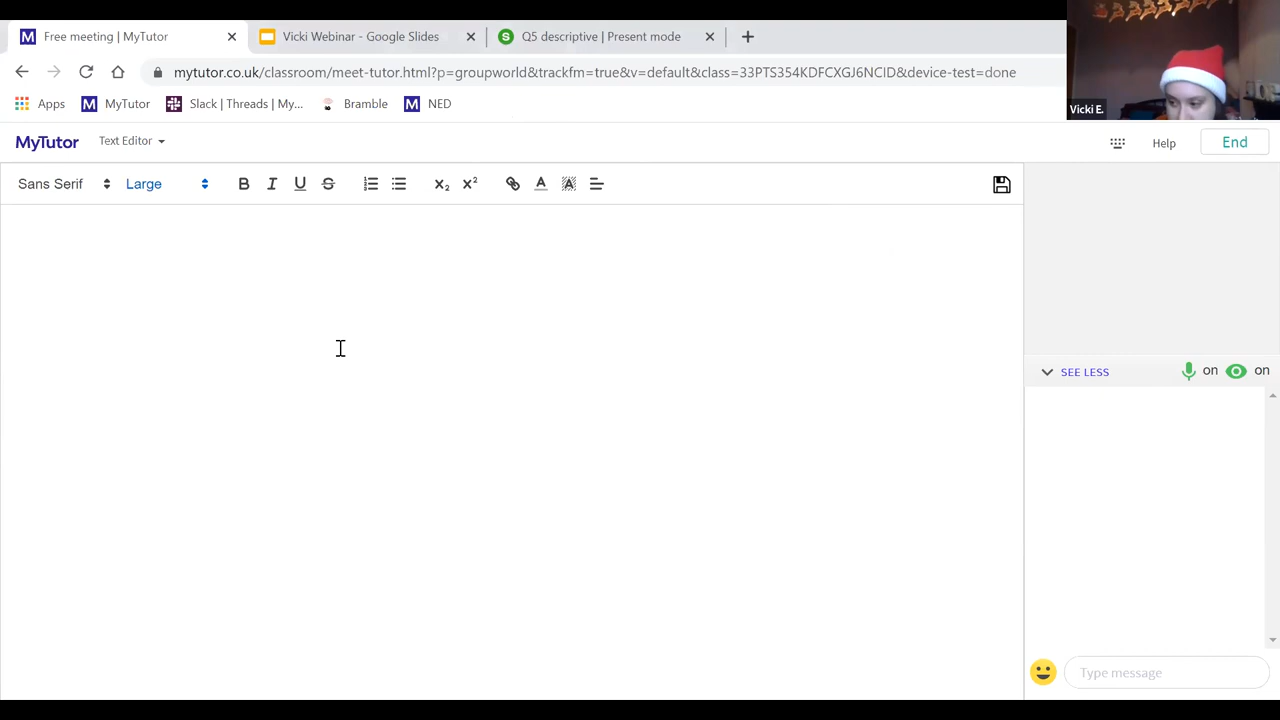 Free meeting | MyTutor
Vicki Webinar - Google Slides
Q5 descriptive | Present mode
mytutor.co.uk/classroom/meet-tutor.html?p=groupworld&trackfm=true&v=default&class=33PTS354KDFCXGJ6NCID&device-test=done
Apps
MyTutor
Slack | Threads | My...
Bramble
NED
Vicki E.
MyTutor
Text Editor
Help
End
Sans Serif
Large
B I U S
X₂ X²
A A
SEE LESS
on
on
Type message